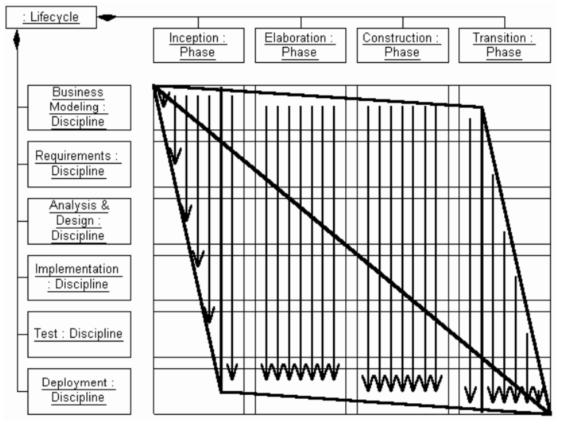 : Lifecycle
Inception :
Phase
Elaboration :
Phase
Construction :
Phase
Transition :
Phase
Business
Modeling :
Discipline
Requirements :
Discipline
Analysis &
Design :
Discipline
Implementation
: Discipline
Test : Discipline
Deployment :
Discipline